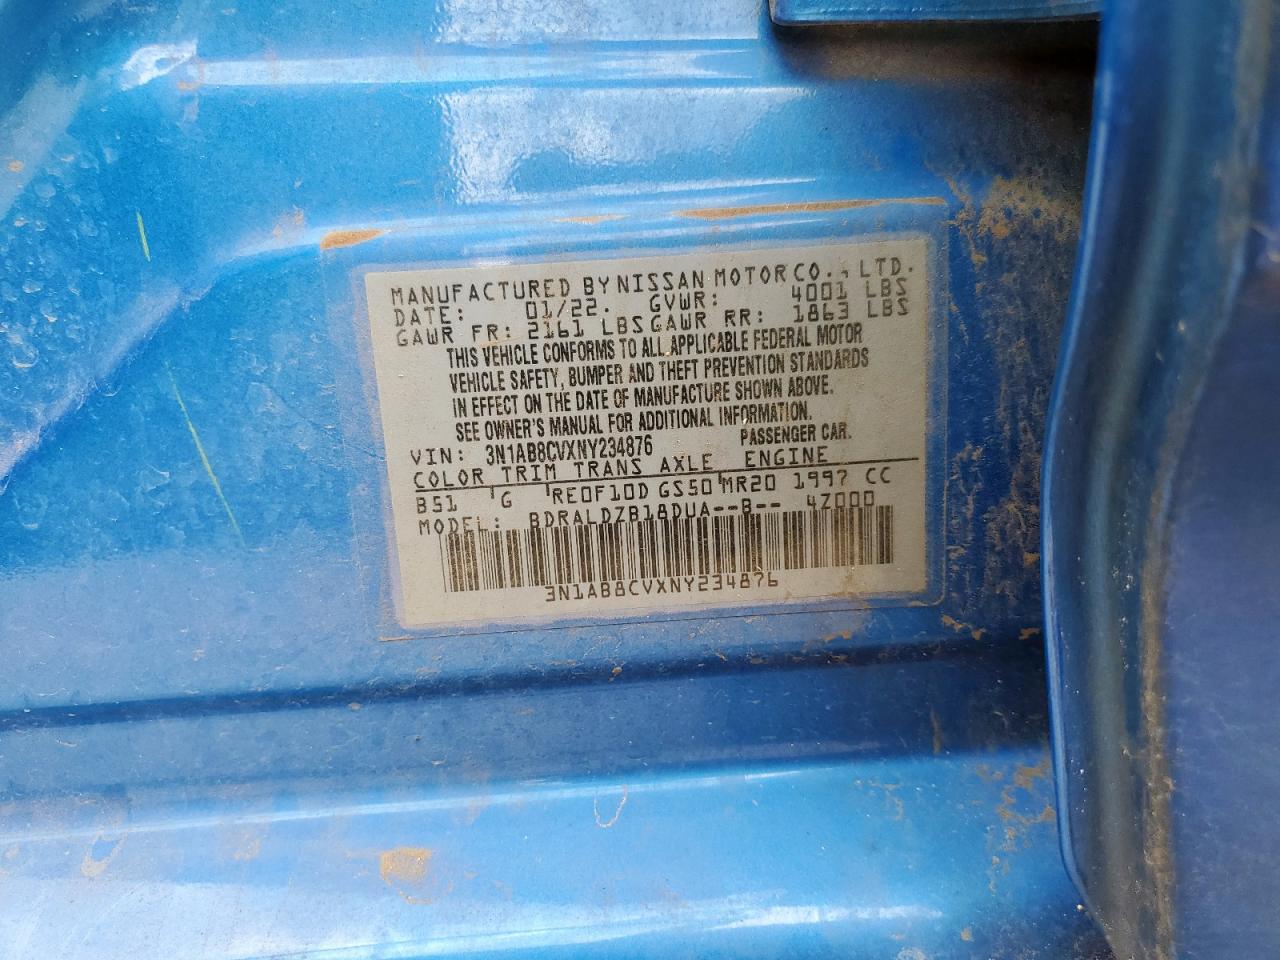 MANUFACTURED BY NISSAN MOTOR CO., LTD.
DATE: 01/22. GVWR: 4001 LBS
GAWR FR: 2161 LBS GAWR RR: 1863 LBS
THIS VEHICLE CONFORMS TO ALL APPLICABLE FEDERAL MOTOR
VEHICLE SAFETY, BUMPER AND THEFT PREVENTION STANDARDS
IN EFFECT ON THE DATE OF MANUFACTURE SHOWN ABOVE.
SEE OWNER'S MANUAL FOR ADDITIONAL INFORMATION.
VIN: 3N1AB8CVXNY234876 PASSENGER CAR.
COLOR TRIM TRANS AXLE ENGINE
B51 G RE0F10D GS50 MR20 1997 CC
MODEL: BDRALDZB18DUA--B-- 4Z000
3N1AB8CVXNY234876